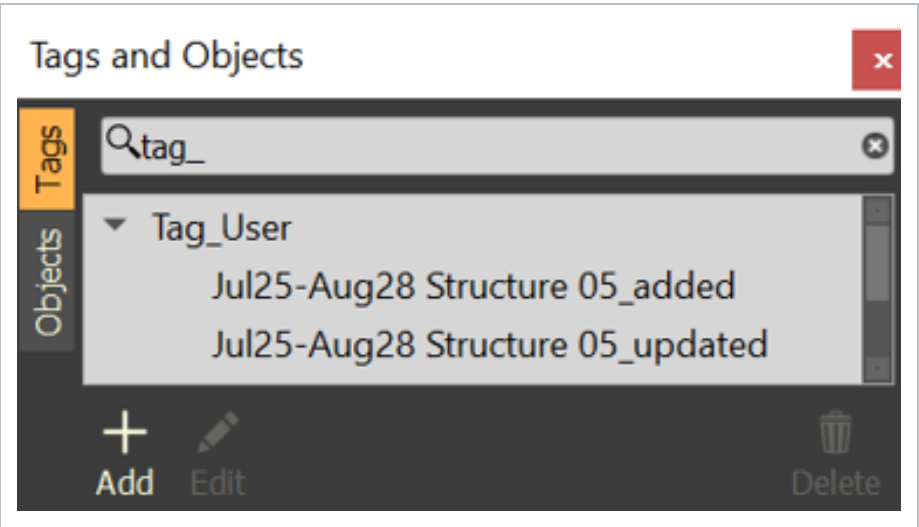 Tags and Objects
x
Tags
tag_
Tag_User
Objects
Jul25-Aug28 Structure 05_added
Jul25-Aug28 Structure 05_updated
Add
Edit
Delete